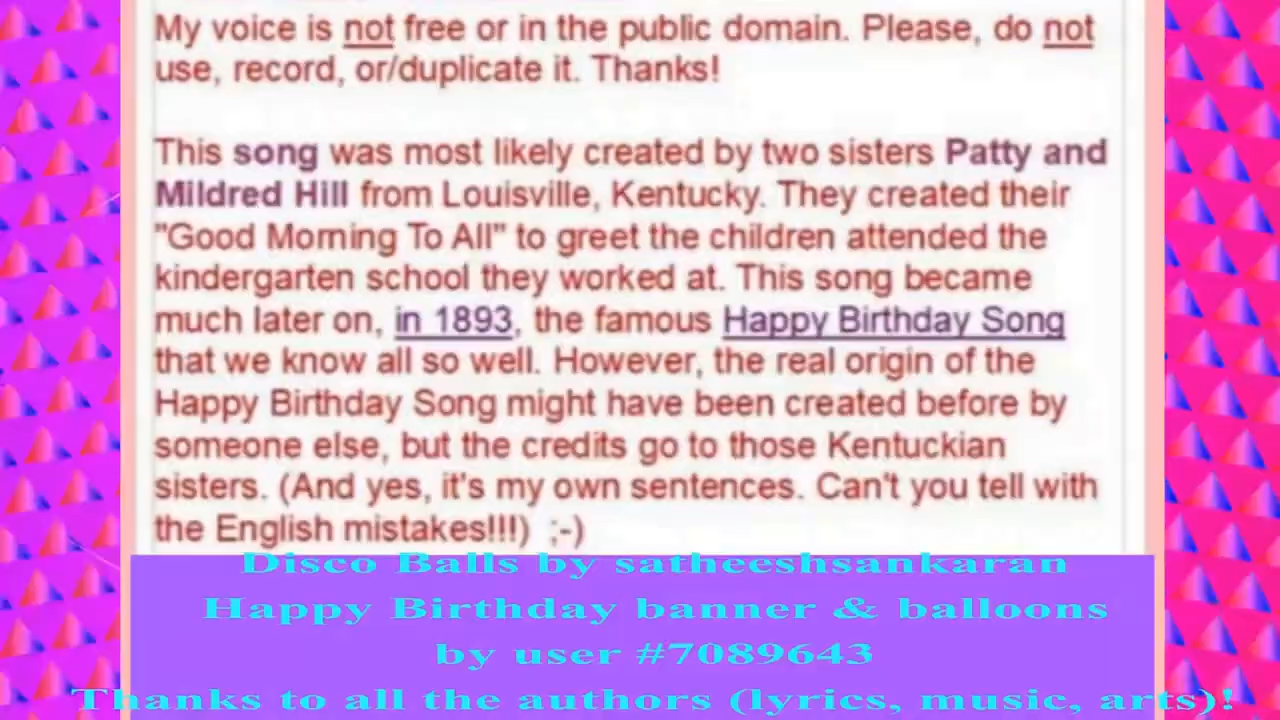 My voice is not free or in the public domain. Please, do not
use, record, or/duplicate it. Thanks!
This song was most likely created by two sisters Patty and
Mildred Hill from Louisville, Kentucky. They created their
"Good Morning To All" to greet the children attended the
kindergarten school they worked at. This song became
much later on, in 1893, the famous Happy Birthday Song
that we know all so well. However, the real origin of the
Happy Birthday Song might have been created before by
someone else, but the credits go to those Kentuckian
sisters. (And yes, it's my own sentences. Can't you tell with
the English mistakes!!!) ;-)
Disco Balls by satheeshsankaran
Happy Birthday banner & balloons
by user #7089643
Thanks to all the authors (lyrics, music, arts)!